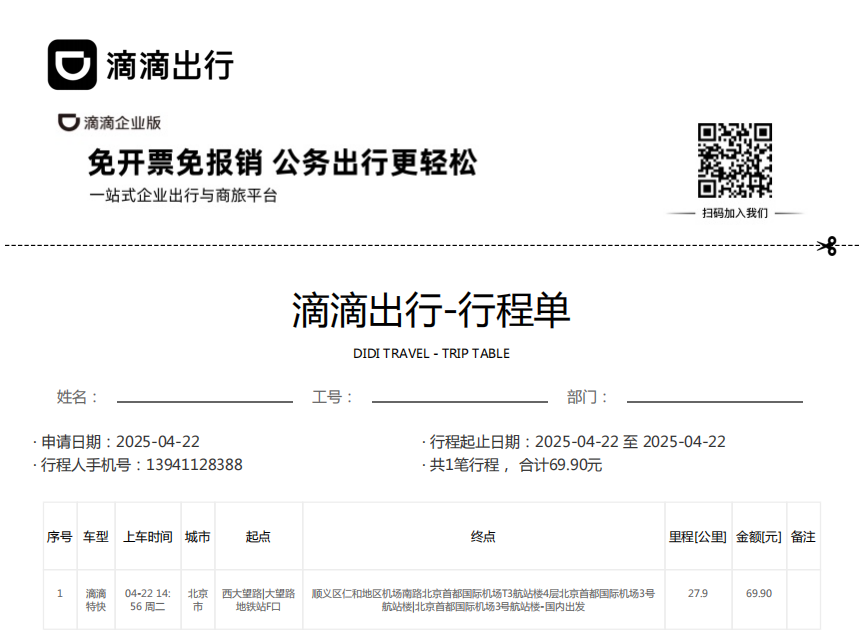 滴滴出行
滴滴企业版
免开票免报销 公务出行更轻松
一站式企业出行与商旅平台
扫码加入我们
滴滴出行-行程单
DIDI TRAVEL - TRIP TABLE
姓名： 工号： 部门：
· 申请日期：2025-04-22 · 行程起止日期：2025-04-22 至 2025-04-22
· 行程人手机号：13941128388 · 共1笔行程， 合计69.90元
序号 车型 上车时间 城市 起点 终点 里程[公里] 金额[元] 备注
1 滴滴 04-22 14: 北京 西大望路|大望路 顺义区仁和地区机场南路北京首都国际机场T3航站楼4层北京首都国际机场3号 27.9 69.90
特快 56 周二 市 地铁站F口 航站楼|北京首都国际机场3号航站楼-国内出发